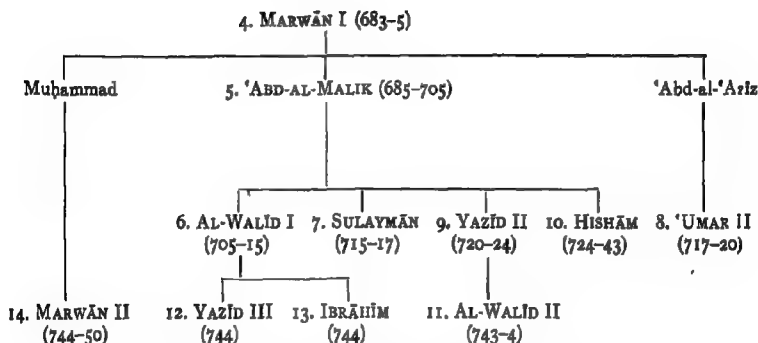 4. MARWĀN I (683–5)
Muḥammad 5. ‘ABD-AL-MALIK (685–705) ‘Abd-al-‘Azīz
6. AL-WALĪD I 7. SULAYMĀN 9. YAZĪD II 10. HISHĀM 8. ‘UMAR II
(705–15) (715–17) (720–24) (724–43) (717–20)
14. MARWĀN II 12. YAZĪD III 13. IBRĀHĪM 11. AL-WALĪD II
(744–50) (744) (744) (743–4)